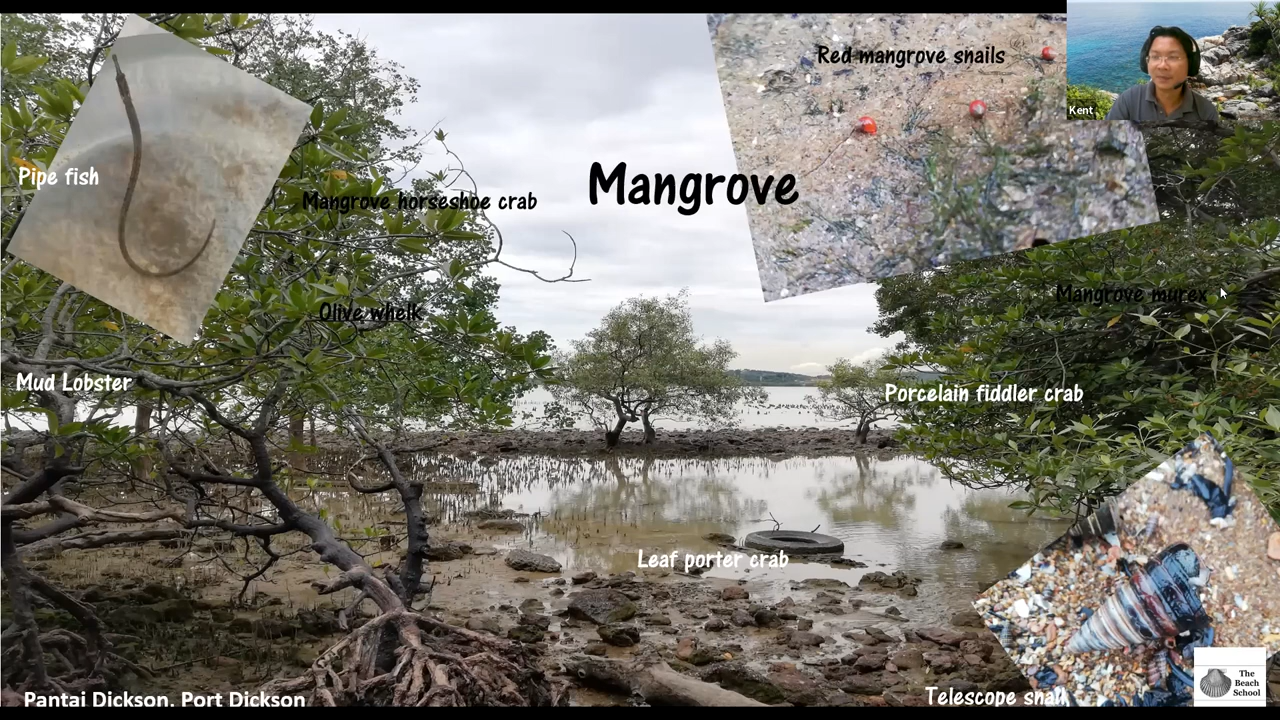 Red mangrove snails
Kent
Pipe fish
Mangrove
Mangrove horseshoe crab
Mangrove murex
Olive whelk
Mud Lobster
Porcelain fiddler crab
Leaf porter crab
The
Beach
School
Pantai Dickson, Port Dickson
Telescope snail